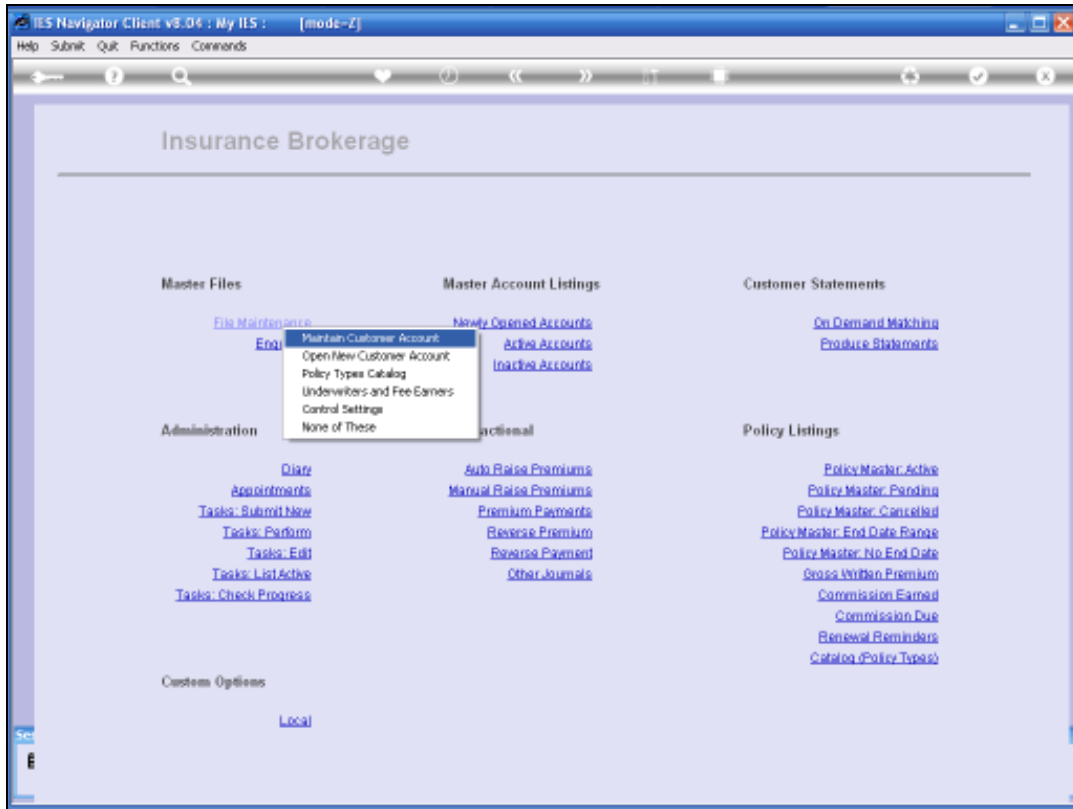 IES Navigator Client v8.04 : My IES : [mode=Z]
Help Submit Quit Functions Commands
Insurance Brokerage
Master Files
File Maintenance
Maintain Customer Account
Open New Customer Account
Policy Types Catalog
Underwriters and Fee Earners
Control Settings
None of These
Master Account Listings
Newly Opened Accounts
Active Accounts
Inactive Accounts
Customer Statements
On Demand Matching
Produce Statements
Administration
Diary
Appointments
Tasks: Submit New
Tasks: Perform
Tasks: Edit
Tasks: List Active
Tasks: Check Progress
Auto Raise Premiums
Manual Raise Premiums
Premium Payments
Reverse Premium
Reverse Payment
Other Journals
Policy Listings
Policy Master: Active
Policy Master: Pending
Policy Master: Cancelled
Policy Master: End Date Range
Policy Master: No End Date
Gross Written Premium
Commission Earned
Commission Due
Renewal Reminders
Catalog (Policy Types)
Custom Options
Local